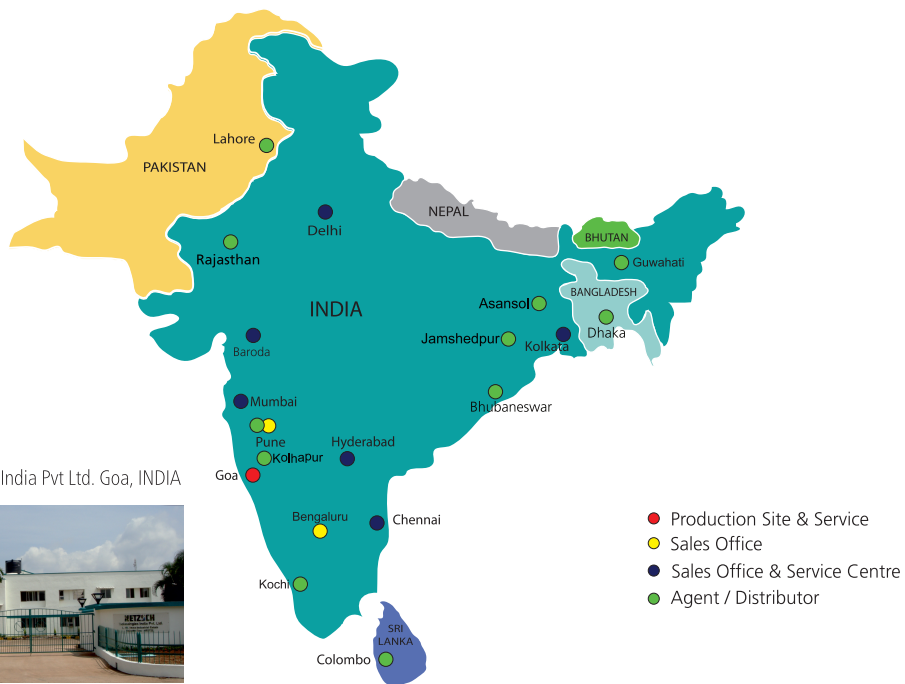 Lahore
PAKISTAN
NEPAL
Delhi
BHUTAN
Rajasthan
Guwahati
BANGLADESH
INDIA
Asansol
Dhaka
Jamshedpur
Kolkata
Baroda
Mumbai
Bhubaneswar
Pune
Hyderabad
Kolhapur
Goa
India Pvt Ltd. Goa, INDIA
Bengaluru
Chennai
Kochi
SRI
LANKA
Colombo
Production Site & Service
Sales Office
Sales Office & Service Centre
Agent / Distributor
NETZSCH